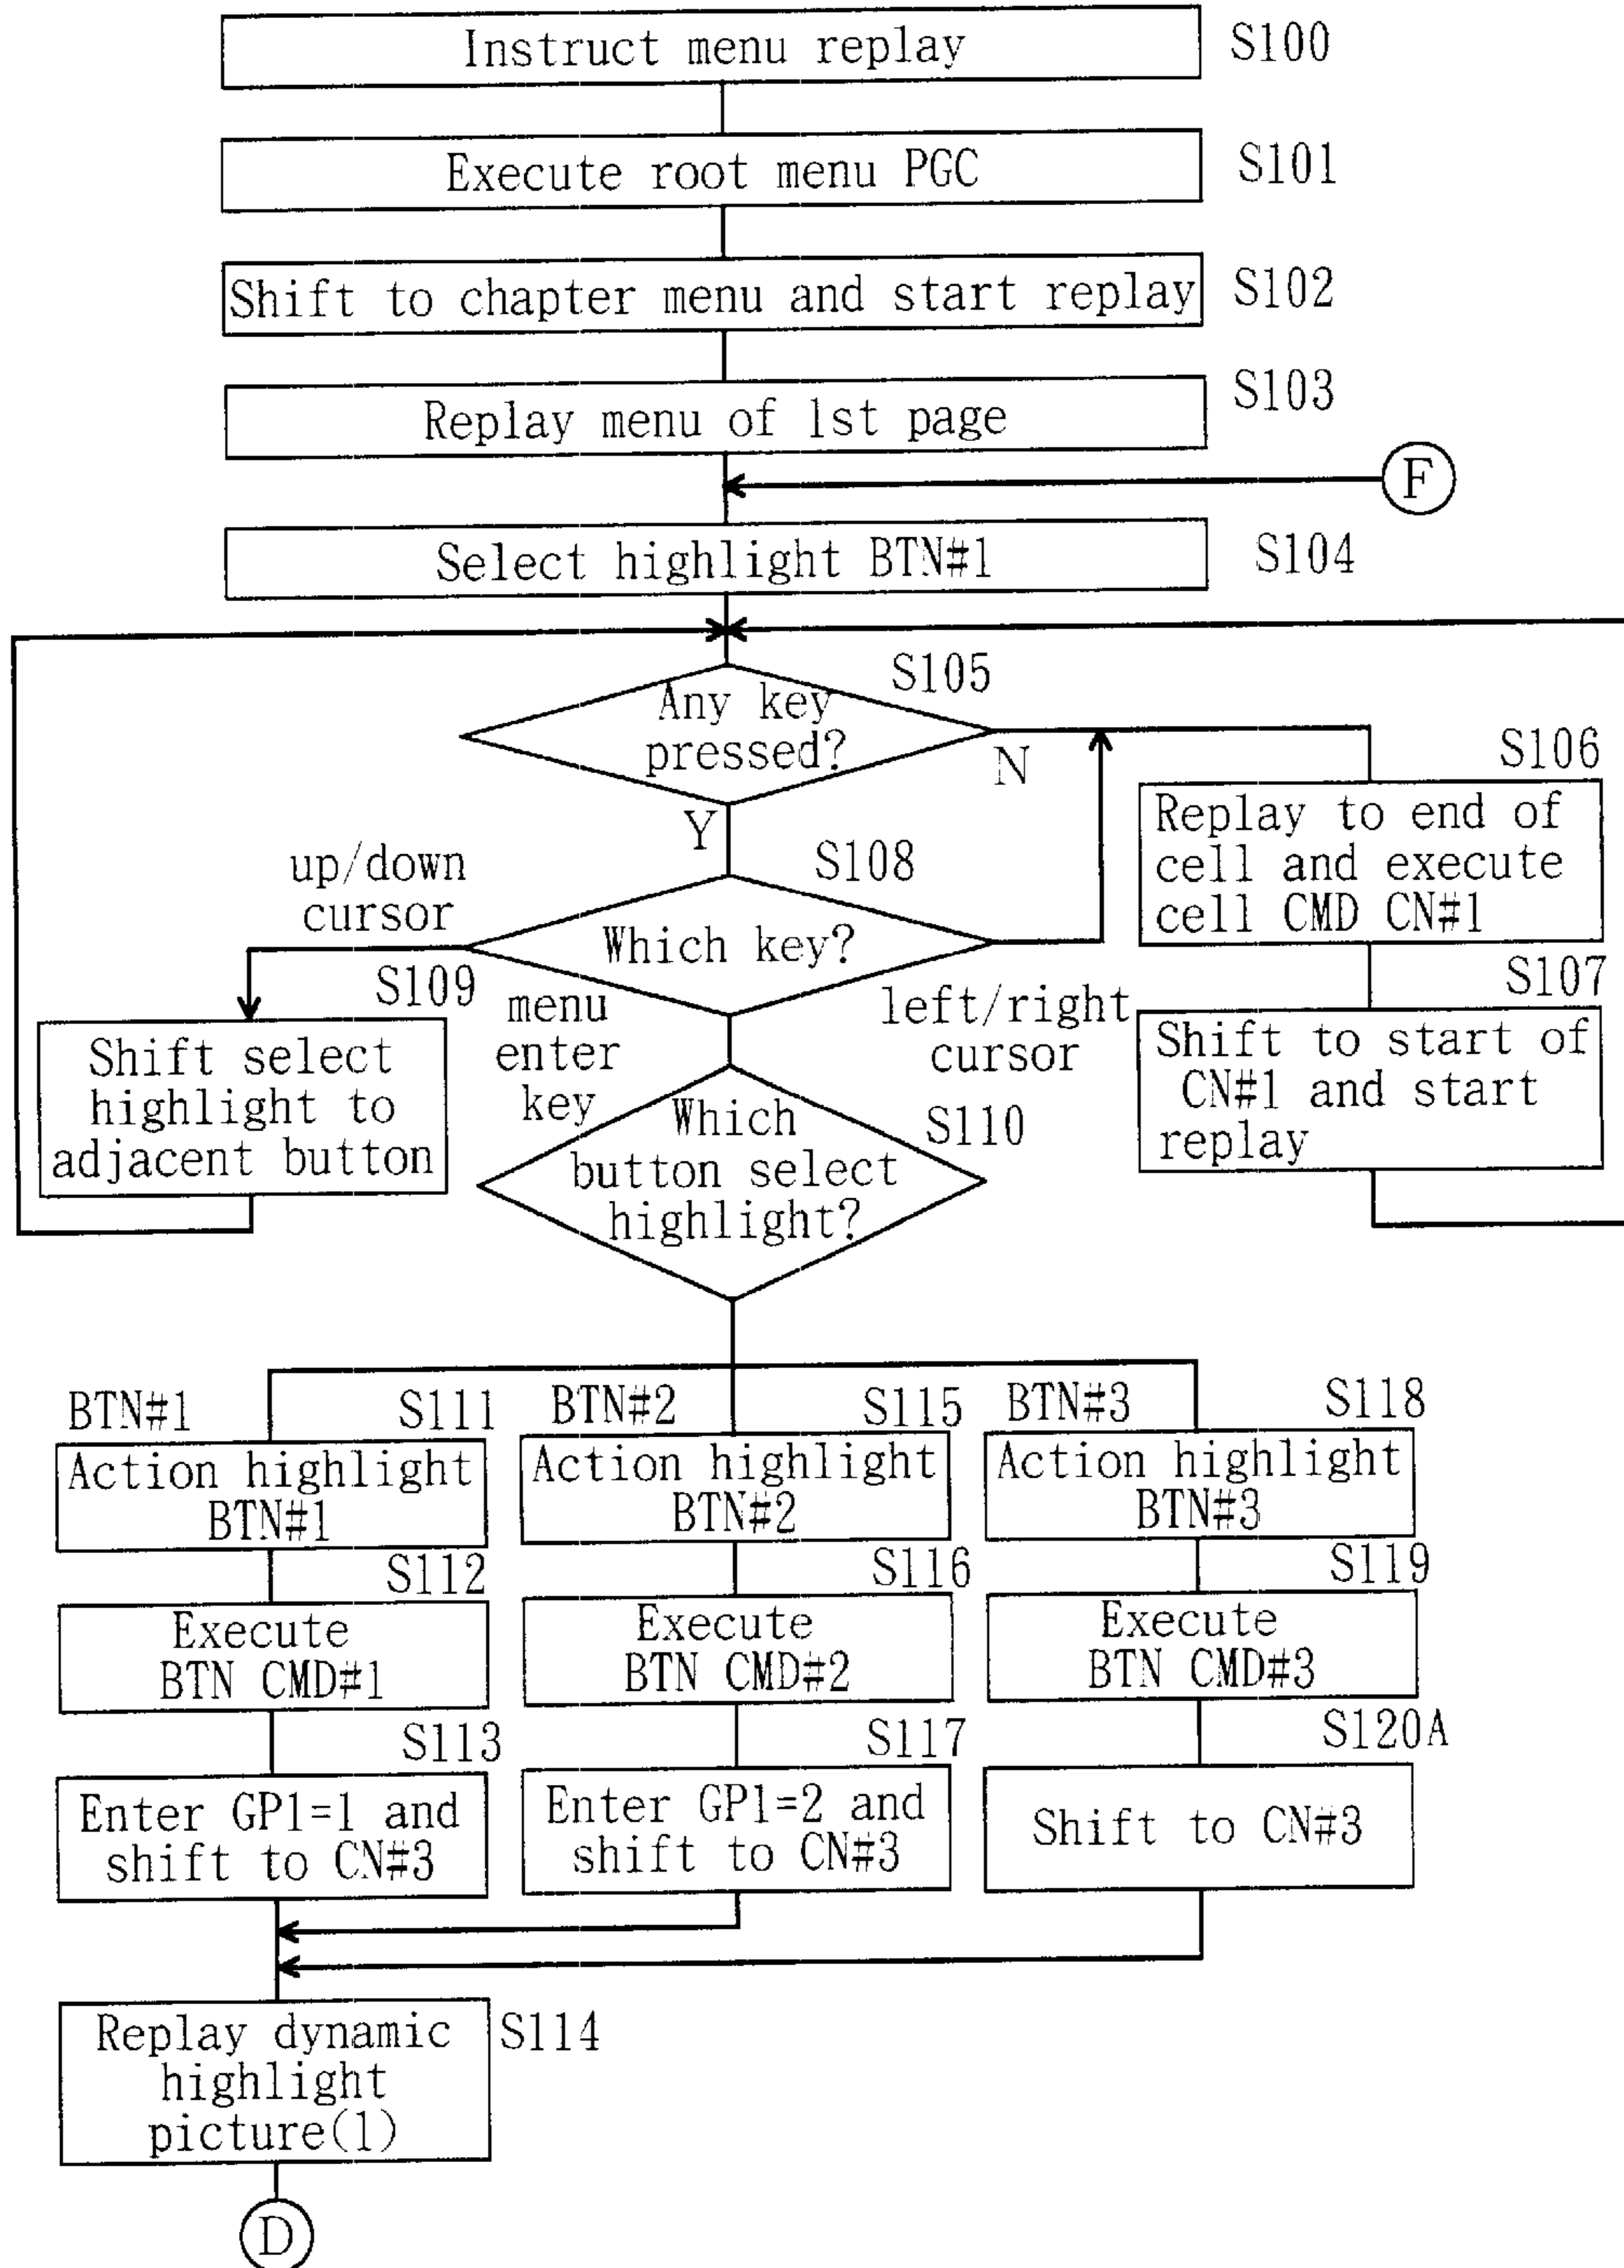 Instruct menu replay
S100
Execute root menu PGC
S101
Shift to chapter menu and start replay
S102
Replay menu of 1st page
S103
F
Select highlight BTN#1
S104
S105
Any key
pressed?
N
Y
S106
Replay to end of
cell and execute
cell CMD CN#1
S107
Shift to start of
CN#1 and start
replay
up/down
cursor
S108
Which key?
S109
Shift select
highlight to
adjacent button
menu
enter
key
left/right
cursor
S110
Which
button select
highlight?
BTN#1
S111
Action highlight
BTN#1
S112
Execute
BTN CMD#1
S113
Enter GP1=1 and
shift to CN#3
BTN#2
S115
Action highlight
BTN#2
S116
Execute
BTN CMD#2
S117
Enter GP1=2 and
shift to CN#3
BTN#3
S118
Action highlight
BTN#3
S119
Execute
BTN CMD#3
S120A
Shift to CN#3
Replay dynamic
highlight
picture(1)
S114
D